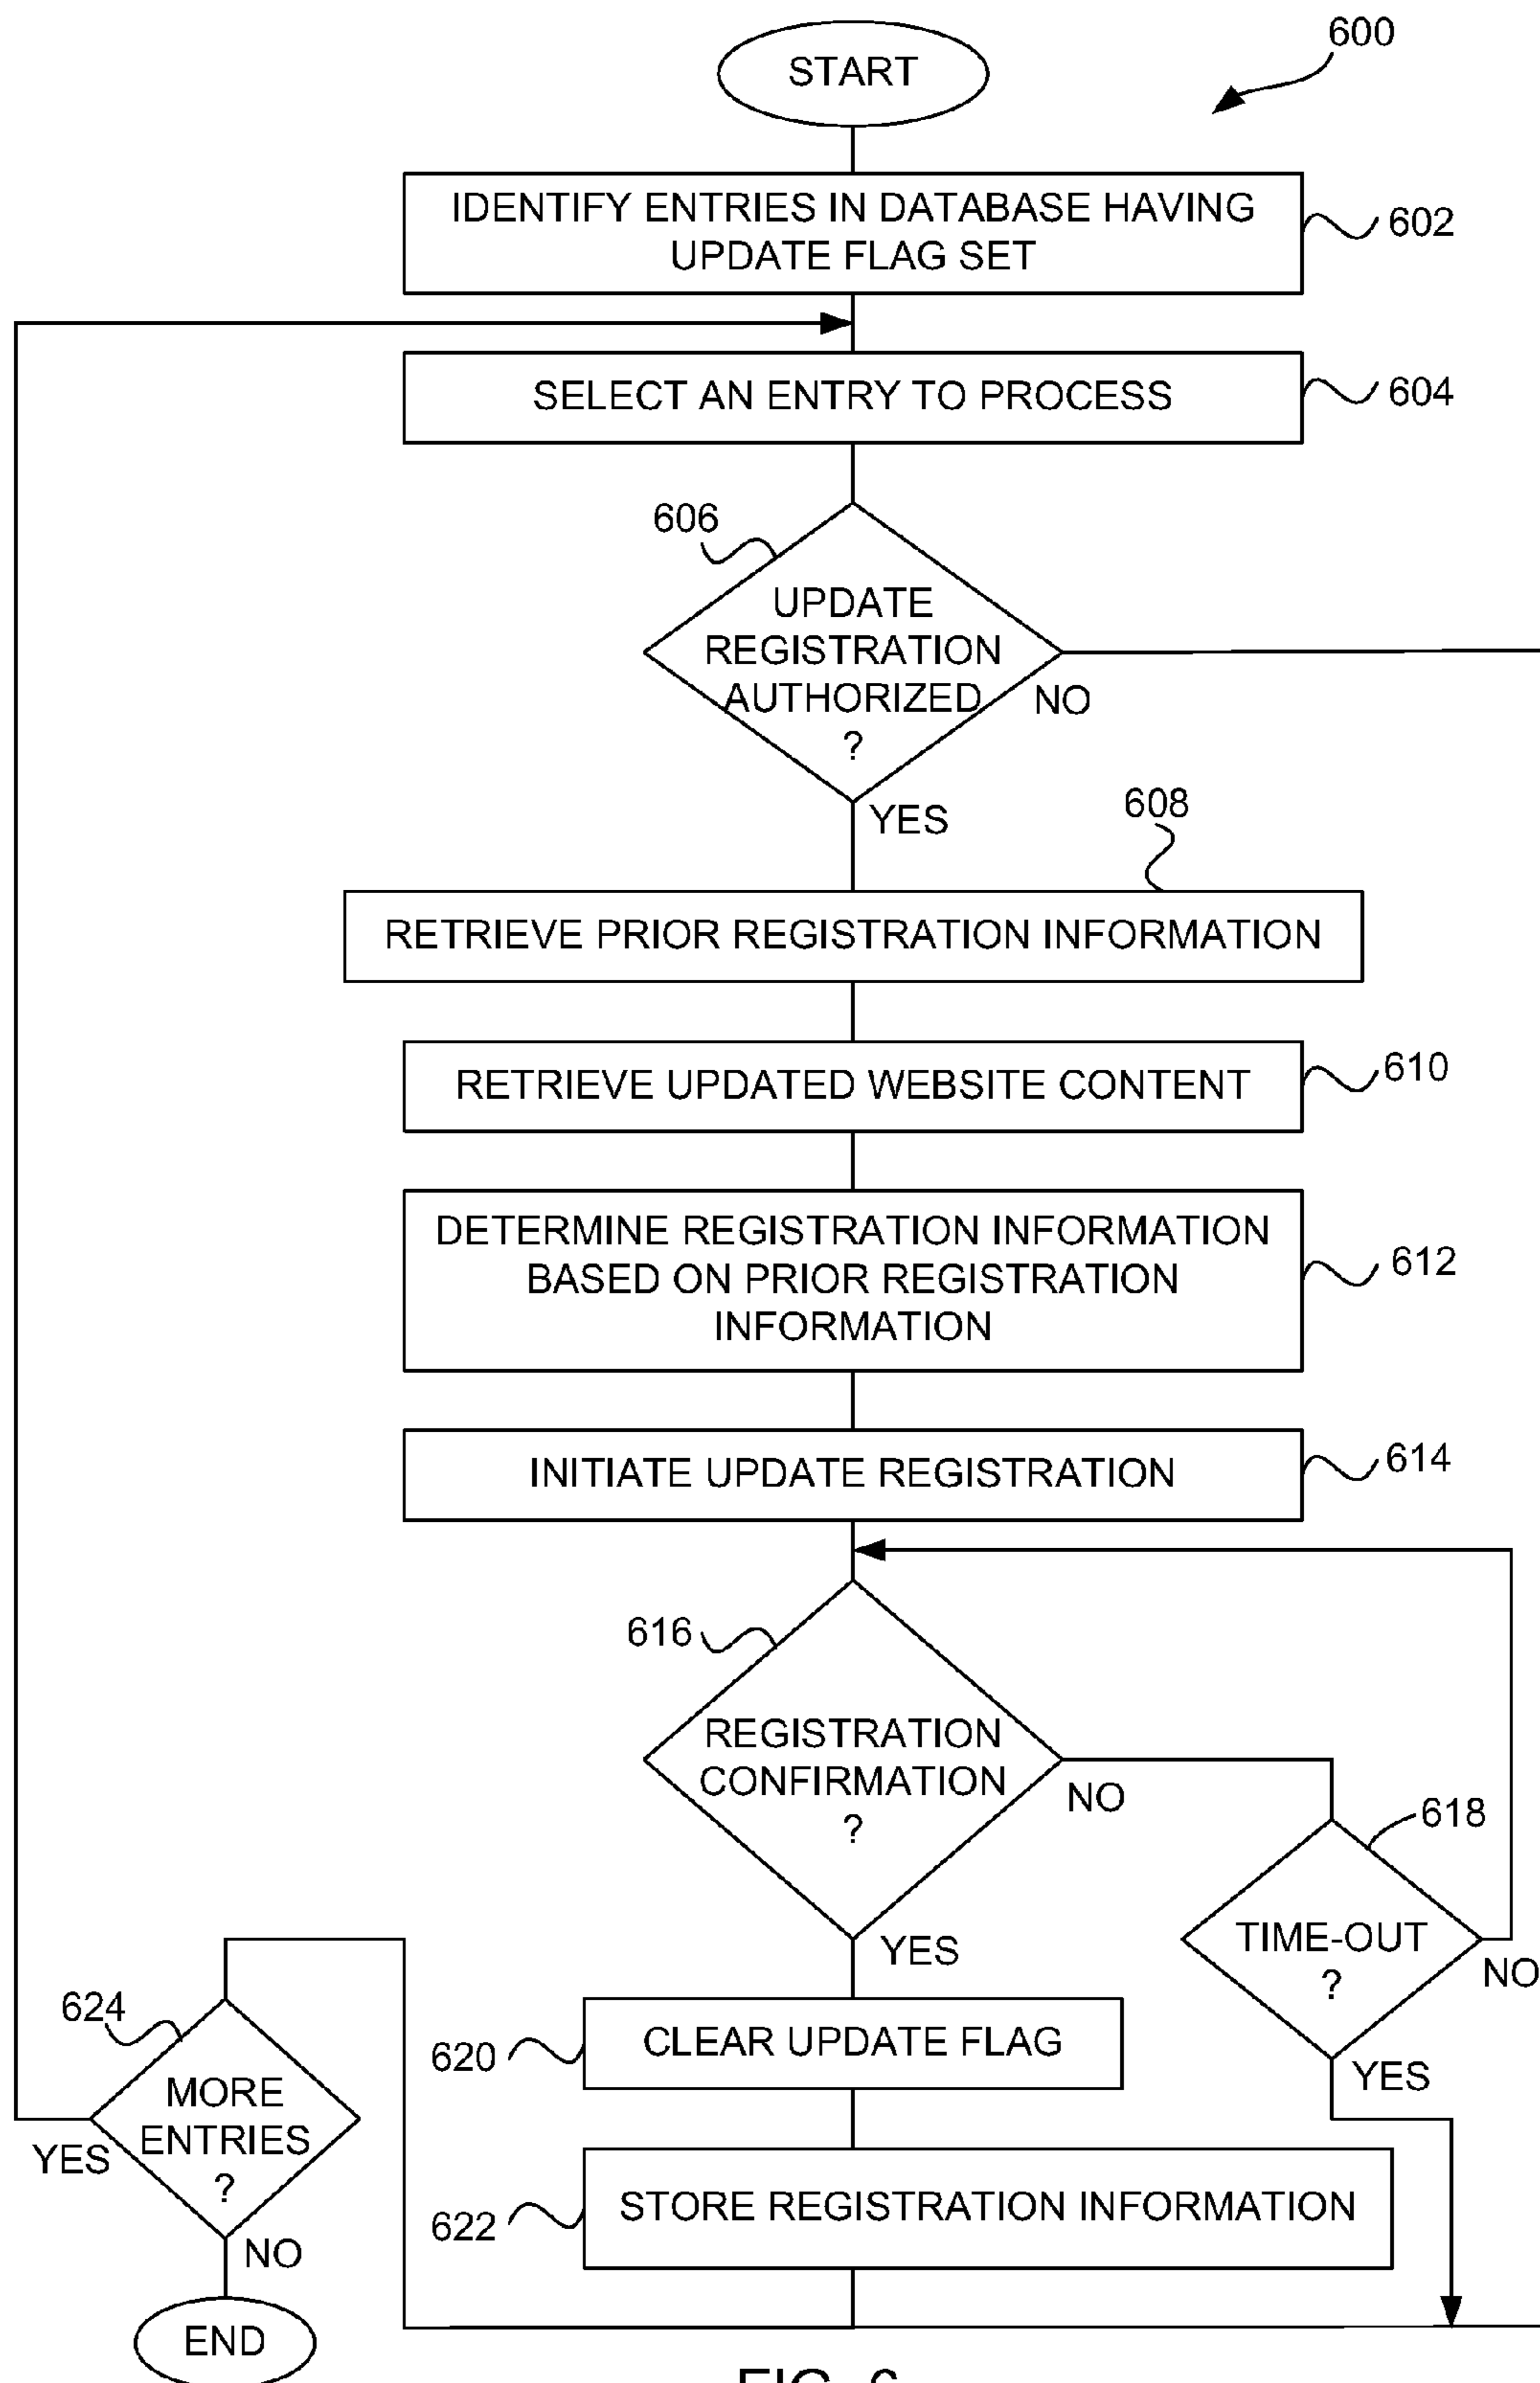 600
START
IDENTIFY ENTRIES IN DATABASE HAVING
UPDATE FLAG SET
602
SELECT AN ENTRY TO PROCESS
604
606
UPDATE
REGISTRATION
AUTHORIZED
?
NO
YES
608
RETRIEVE PRIOR REGISTRATION INFORMATION
RETRIEVE UPDATED WEBSITE CONTENT
610
DETERMINE REGISTRATION INFORMATION
BASED ON PRIOR REGISTRATION
INFORMATION
612
INITIATE UPDATE REGISTRATION
614
616
REGISTRATION
CONFIRMATION
?
NO
618
TIME-OUT
?
NO
YES
YES
620
CLEAR UPDATE FLAG
622
STORE REGISTRATION INFORMATION
624
MORE
ENTRIES
?
YES
NO
END